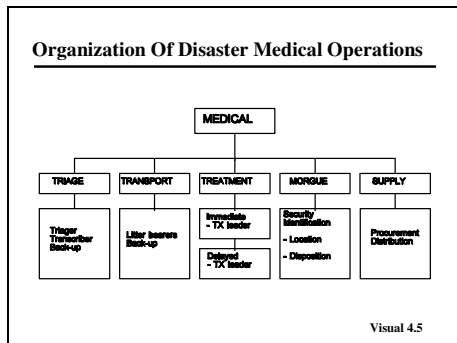 Organization Of Disaster Medical Operations
MEDICAL
TRIAGE
TRANSPORT
TREATMENT
MORGUE
SUPPLY
Triager
Transcriber
Back-up
Litter bearers
Back-up
Immediate
- TX leader
Delayed
- TX leader
Security
Identification
- Location
- Disposition
Procurement
Distribution
Visual 4.5